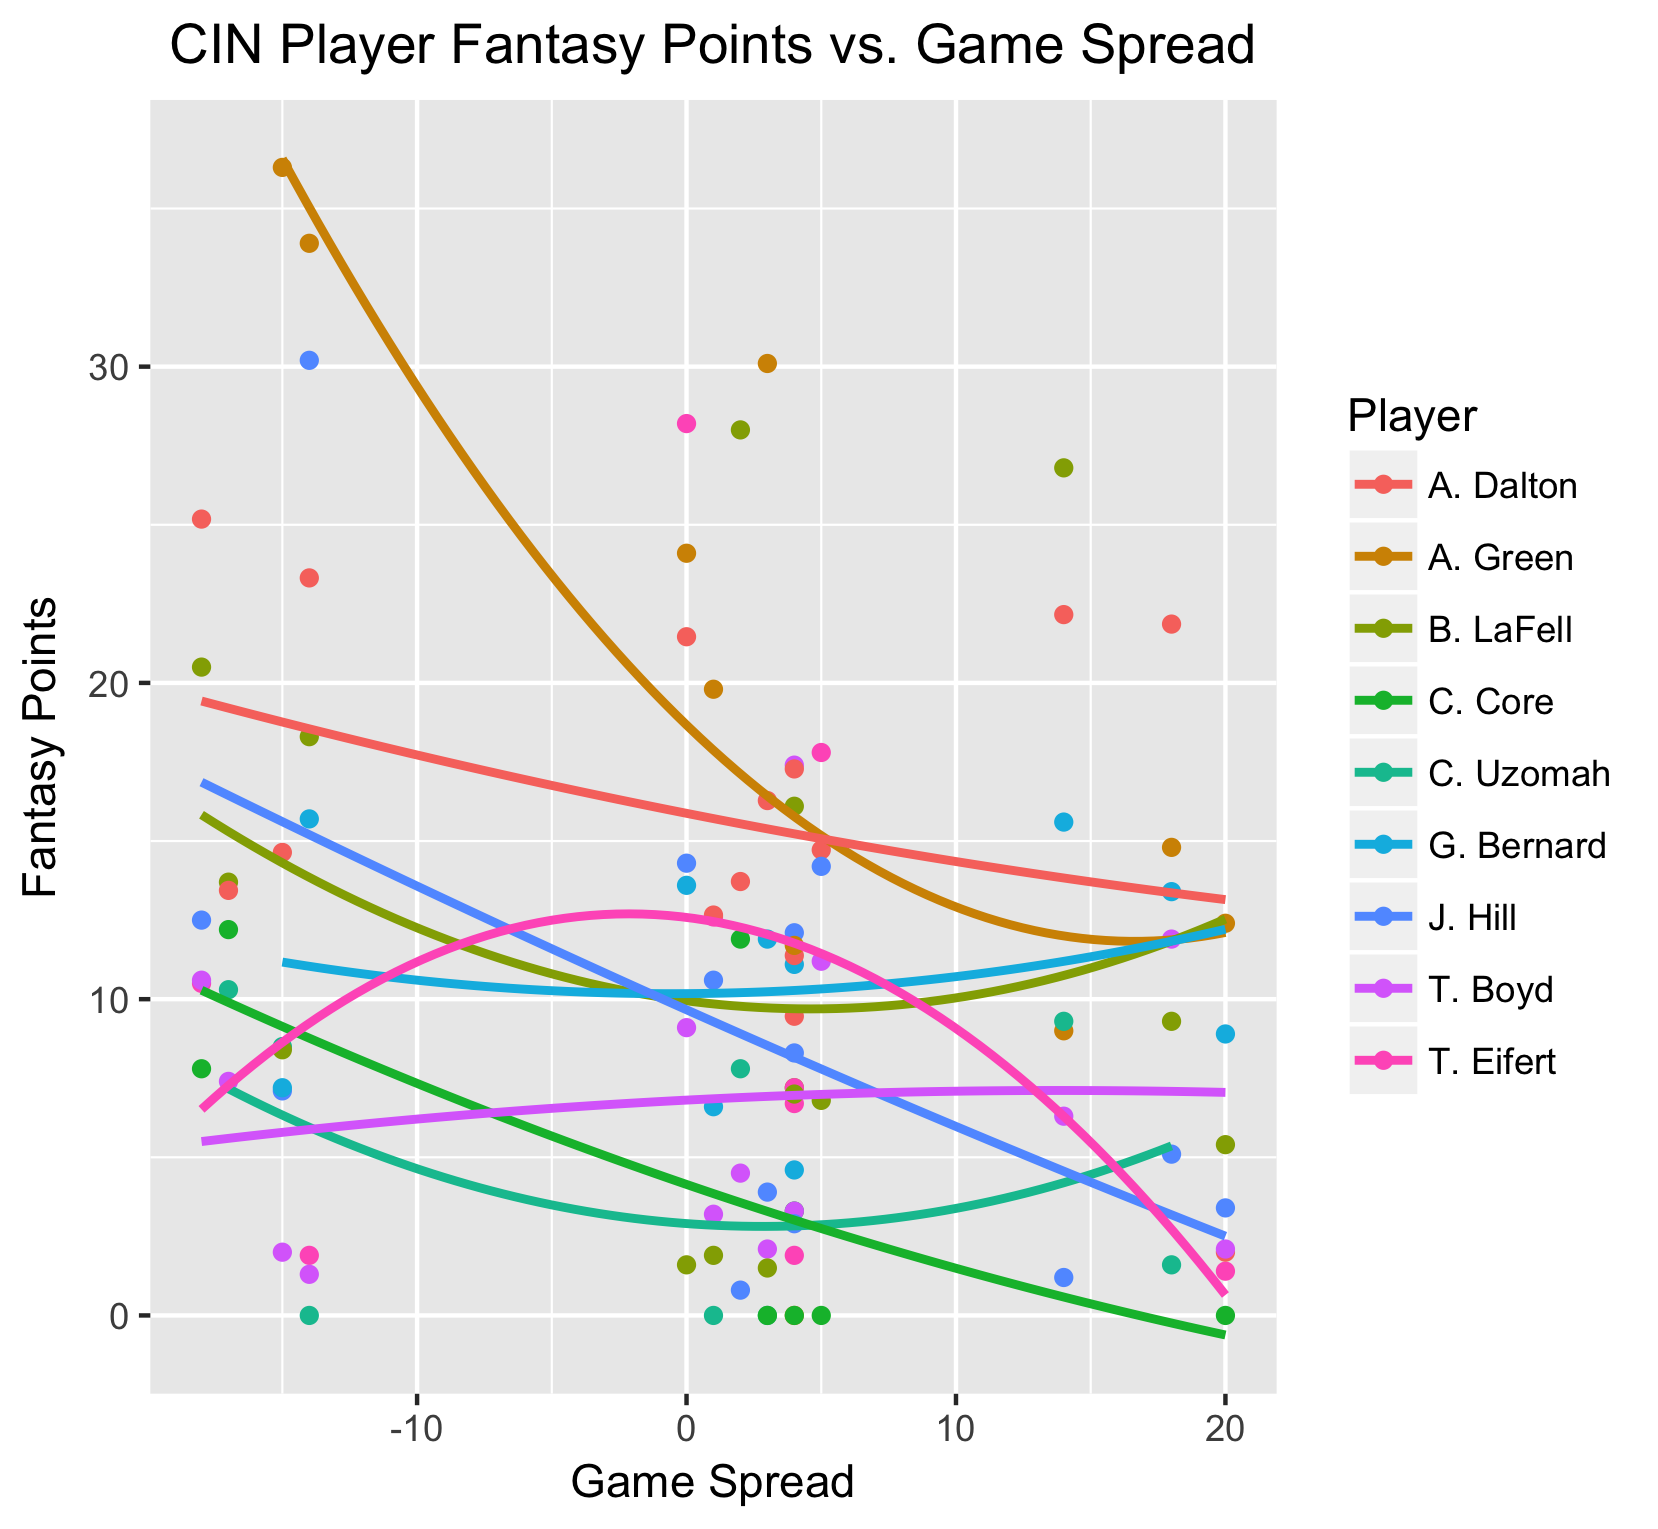 CIN Player Fantasy Points vs. Game Spread
Fantasy Points
30
20
10
0
-10
0
10
20
Game Spread
Player
A. Dalton
A. Green
B. LaFell
C. Core
C. Uzomah
G. Bernard
J. Hill
T. Boyd
T. Eifert